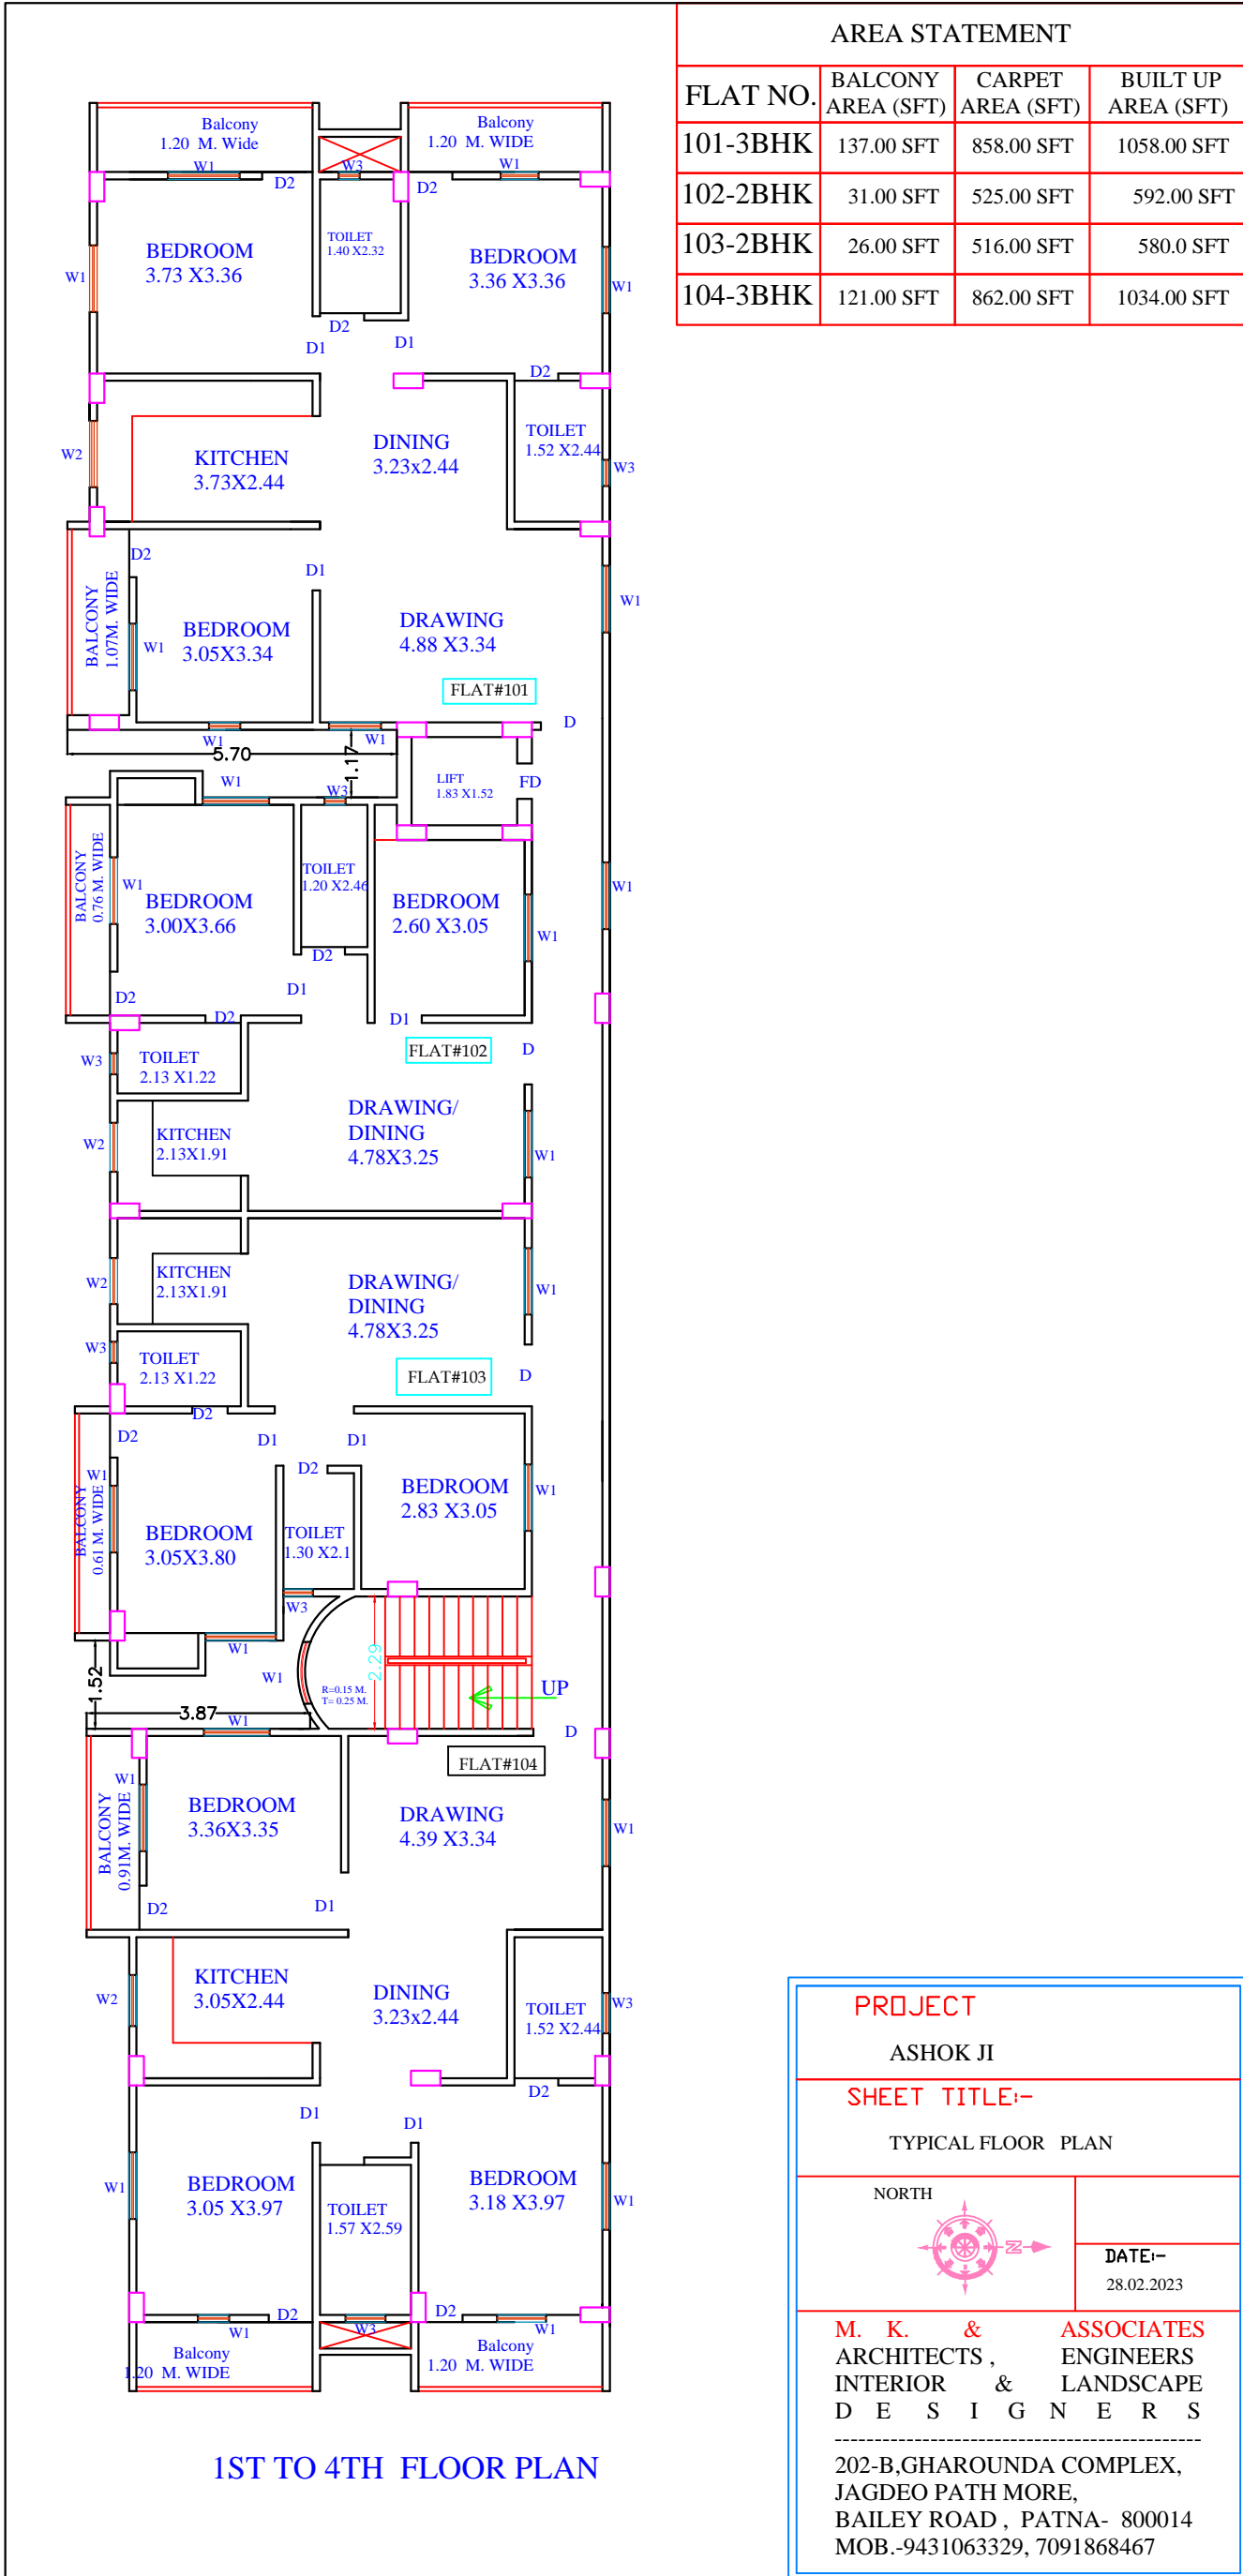 AREA STATEMENT
FLAT NO. BALCONY AREA (SFT) CARPET AREA (SFT) BUILT UP AREA (SFT)
101-3BHK 137.00 SFT 858.00 SFT 1058.00 SFT
102-2BHK 31.00 SFT 525.00 SFT 592.00 SFT
103-2BHK 26.00 SFT 516.00 SFT 580.0 SFT
104-3BHK 121.00 SFT 862.00 SFT 1034.00 SFT
Balcony
1.20 M. Wide
Balcony
1.20 M. WIDE
W1 W3 W1
D2 D2
TOILET
1.40 X2.32
BEDROOM
3.73 X3.36
BEDROOM
3.36 X3.36
W1 W1
D2
D1 D1
D2
TOILET
1.52 X2.44
DINING
3.23x2.44
KITCHEN
3.73X2.44
W2 W3
D2
D1
BALCONY
1.07M. WIDE
W1
BEDROOM
3.05X3.34
DRAWING
4.88 X3.34
W1
FLAT#101
D
W1 W1
5.70
1.17
W1
W3
LIFT
1.83 X1.52
FD
BALCONY
0.76 M. WIDE
W1
BEDROOM
3.00X3.66
TOILET
1.20 X2.46
BEDROOM
2.60 X3.05
W1
W1
D2
D1
D2
D2
D1
FLAT#102
D
W3
TOILET
2.13 X1.22
DRAWING/
DINING
4.78X3.25
W2
KITCHEN
2.13X1.91
W1
W2
KITCHEN
2.13X1.91
DRAWING/
DINING
4.78X3.25
W1
W3
TOILET
2.13 X1.22
FLAT#103
D
D2
D2
D1 D1
D2
W1
BALCONY
0.61 M. WIDE
BEDROOM
3.05X3.80
TOILET
1.30 X2.1
BEDROOM
2.83 X3.05
W1
W3
W1
W1
2.29
R=0.15 M.
T= 0.25 M.
UP
1.52
3.87
W1
D
FLAT#104
W1
BALCONY
0.91M. WIDE
BEDROOM
3.36X3.35
DRAWING
4.39 X3.34
W1
D2
D1
KITCHEN
3.05X2.44
DINING
3.23x2.44
TOILET
1.52 X2.44
W2 W3
D2
D1 D1
BEDROOM
3.05 X3.97
TOILET
1.57 X2.59
BEDROOM
3.18 X3.97
W1 W1
D2 D2
W1 W3 W1
Balcony
1.20 M. WIDE
Balcony
1.20 M. WIDE
1ST TO 4TH FLOOR PLAN
PROJECT
ASHOK JI
SHEET TITLE:-
TYPICAL FLOOR PLAN
NORTH
N
DATE:-
28.02.2023
M. K. & ASSOCIATES
ARCHITECTS , ENGINEERS
INTERIOR & LANDSCAPE
D E S I G N E R S
----------------------------------------------
202-B,GHAROUNDA COMPLEX,
JAGDEO PATH MORE,
BAILEY ROAD , PATNA- 800014
MOB.-9431063329, 7091868467